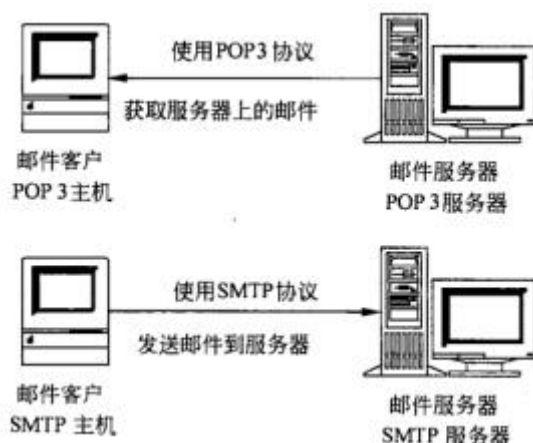 使用POP3 协议
获取服务器上的邮件
邮件客户
POP 3主机
邮件服务器
POP 3服务器
使用SMTP 协议
发送邮件到服务器
邮件客户
SMTP 主机
邮件服务器
SMTP 服务器